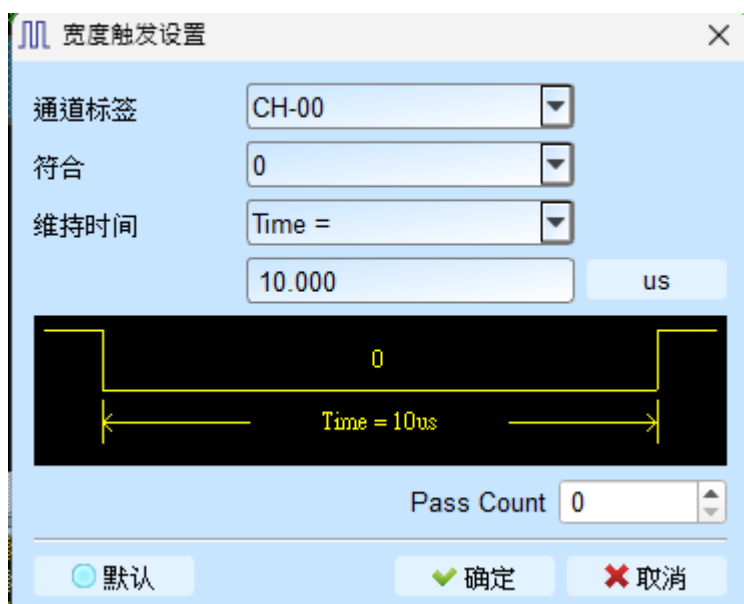 宽度触发设置
通道标签 CH-00
符合 0
维持时间 Time =
10.000 us
0
Time = 10us
Pass Count 0
默认 确定 取消